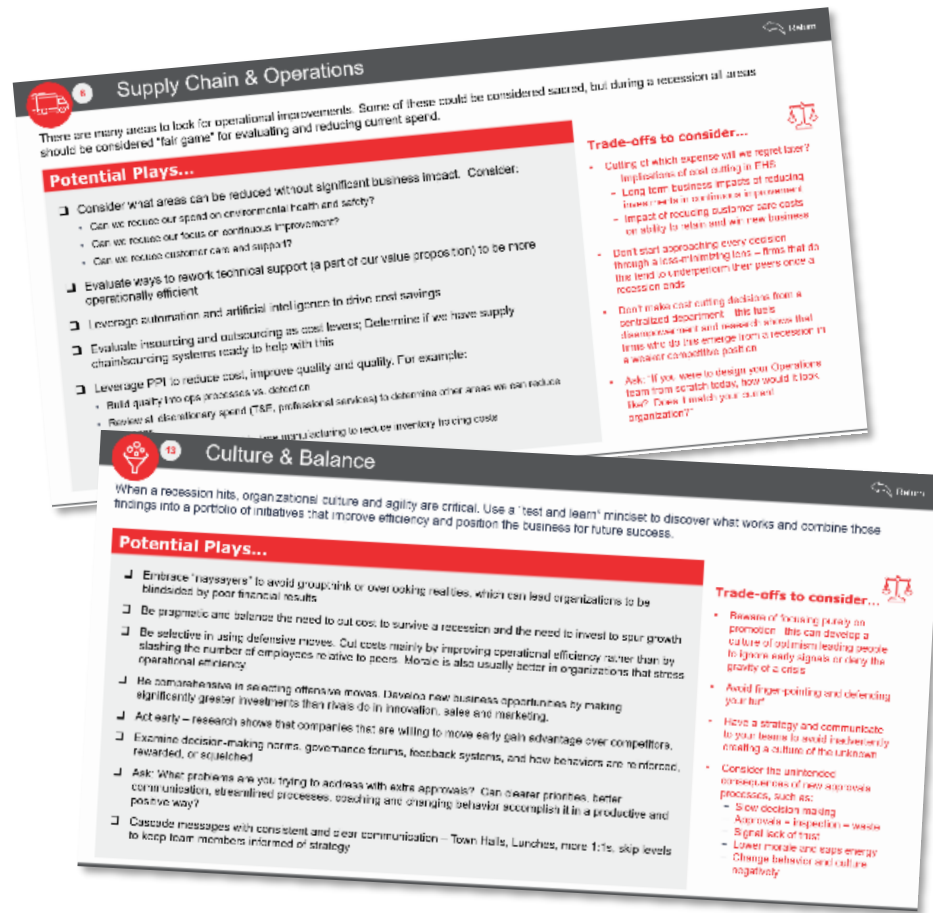 Return
6
Supply Chain & Operations
There are many areas to look for operational improvements. Some of these could be considered sacred, but during a recession all areas
should be considered "fair game" for evaluating and reducing current spend.
Potential Plays...
Consider what areas can be reduced without significant business impact. Consider:
• Can we reduce our spend on environmental health and safety?
• Can we reduce our focus on continuous improvement?
• Can we reduce customer care and support?
Evaluate ways to rework technical support (a part of our value proposition) to be more
operationally efficient
Leverage automation and artificial intelligence to drive cost savings
Evaluate insourcing and outsourcing as cost levers; Determine if we have supply
chain/sourcing systems ready to help with this
Leverage PPI to reduce cost, improve quality and quality. For example:
• Build quality into ops processes vs. detection
• Review all discretionary spend (T&E, professional services) to determine other areas we can reduce
manufacturing to reduce inventory holding costs
Trade-offs to consider...
• Cutting of which expense will we regret later?
Implications of cost cutting in EHS
– Long term business impacts of reducing
investments in continuous improvement
– Impact of reducing customer care costs
on ability to retain and win new business
• Don't start approaching every decision
through a loss-minimizing lens – firms that do
this tend to underperform their peers once a
recession ends
• Don't make cost cutting decisions from a
centralized department this fuels
disempowerment and research shows that
firms who do this emerge from a recession in
a weaker competitive position
• Ask: "If you were to design your Operations
team from scratch today, how would it look
like? Does it match your current
organization?"
Return
13
Culture & Balance
When a recession hits, organizational culture and agility are critical. Use a "test and learn" mindset to discover what works and combine those
findings into a portfolio of initiatives that improve efficiency and position the business for future success.
Potential Plays...
Embrace "naysayers" to avoid groupthink or overlooking realities, which can lead organizations to be
blindsided by poor financial results
Be pragmatic and balance the need to cut cost to survive a recession and the need to invest to spur growth
Be selective in using defensive moves. Cut costs mainly by improving operational efficiency rather than by
slashing the number of employees relative to peers. Morale is also usually better in organizations that stress
operational efficiency
Be comprehensive in selecting offensive moves. Develop new business opportunities by making
significantly greater investments than rivals do in innovation, sales and marketing.
Act early – research shows that companies that are willing to move early gain advantage over competitors.
Examine decision-making norms, governance forums, feedback systems, and how behaviors are reinforced,
rewarded, or squelched
Ask: What problems are you trying to address with extra approvals? Can clearer priorities, better
communication, streamlined processes, coaching and changing behavior accomplish it in a productive and
positive way?
Cascade messages with consistent and clear communication – Town Halls, Lunches, more 1:1s, skip levels
to keep team members informed of strategy
Trade-offs to consider...
• Beware of focusing purely on
promotion this can develop a
culture of optimism leading people
to ignore early signals or deny the
gravity of a crisis
• Avoid finger-pointing and defending
your turf
• Have a strategy and communicate
to your teams to avoid inadvertently
creating a culture of the unknown
• Consider the unintended
consequences of new approvals
processes, such as:
– Slow decision making
Approvals = inspection = waste
– Signal lack of trust
– Lower morale and saps energy
– Change behavior and culture
negatively